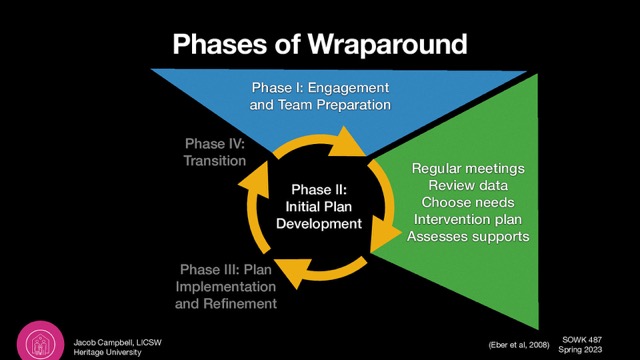 Phases of Wraparound
Phase I: Engagement
and Team Preparation
Phase IV:
Transition
Phase II:
Initial Plan
Development
Regular meetings
Review data
Choose needs
Intervention plan
Assesses supports
Phase III: Plan
Implementation
and Refinement
Jacob Campbell, LICSW
Heritage University
(Eber et al, 2008)
SOWK 487
Spring 2023